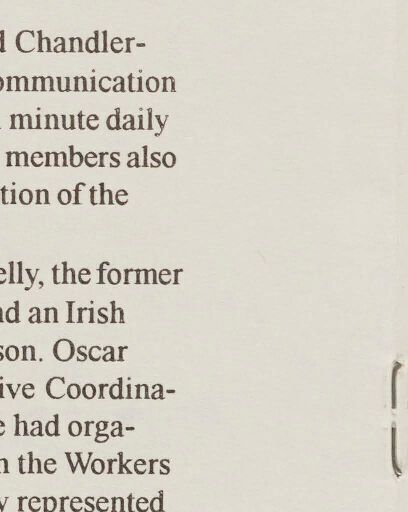 d Chandler-
ommunication
minute daily
members also
tion of the
elly, the former
nd an Irish
son. Oscar
ive Coordina-
e had orga-
n the Workers
y represented